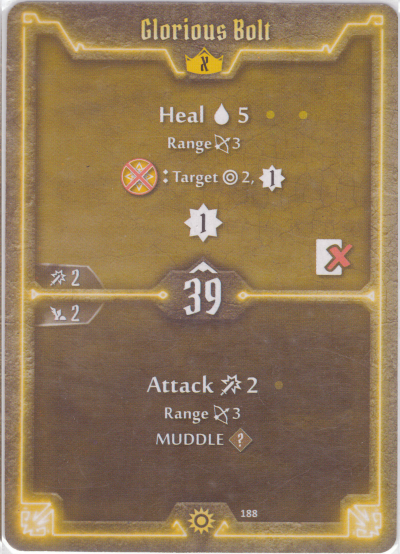 Glorious Bolt
X
Heal 5
Range 3
: Target 2, 1
1
2
39
2
Attack 2
Range 3
MUDDLE ?
188